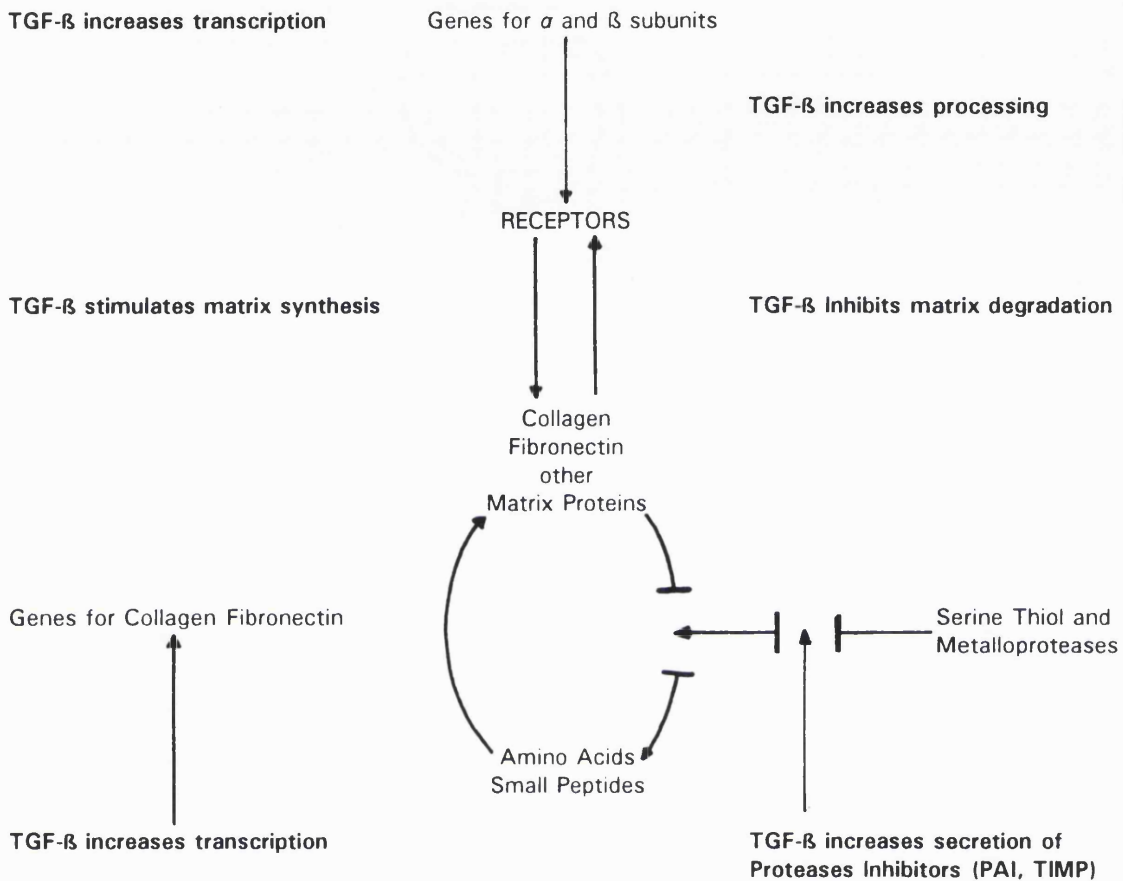 TGF-ß increases transcription
Genes for α and ß subunits
TGF-ß increases processing
RECEPTORS
TGF-ß stimulates matrix synthesis
TGF-ß Inhibits matrix degradation
Collagen
Fibronectin
other
Matrix Proteins
Genes for Collagen Fibronectin
Serine Thiol and
Metalloproteases
Amino Acids
Small Peptides
TGF-ß increases transcription
TGF-ß increases secretion of
Proteases Inhibitors (PAI, TIMP)